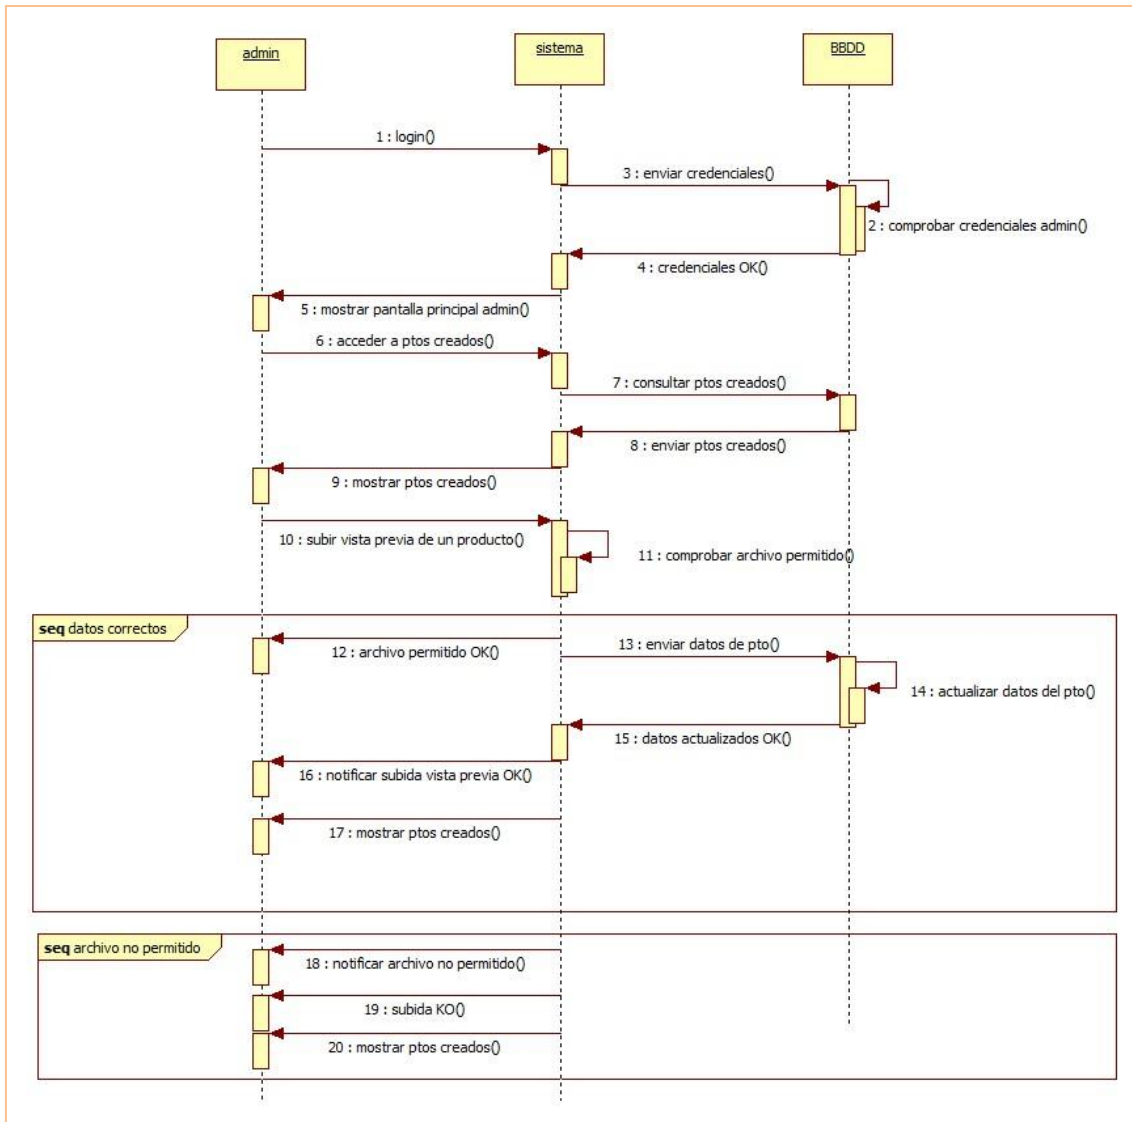 admin
sistema
BBDD
1 : login()
3 : enviar credenciales()
2 : comprobar credenciales admin()
4 : credenciales OK()
5 : mostrar pantalla principal admin()
6 : acceder a ptos creados()
7 : consultar ptos creados()
8 : enviar ptos creados()
9 : mostrar ptos creados()
10 : subir vista previa de un producto()
11 : comprobar archivo permitido()
seq datos correctos
12 : archivo permitido OK()
13 : enviar datos de pto()
14 : actualizar datos del pto()
15 : datos actualizados OK()
16 : notificar subida vista previa OK()
17 : mostrar ptos creados()
seq archivo no permitido
18 : notificar archivo no permitido()
19 : subida KO()
20 : mostrar ptos creados()